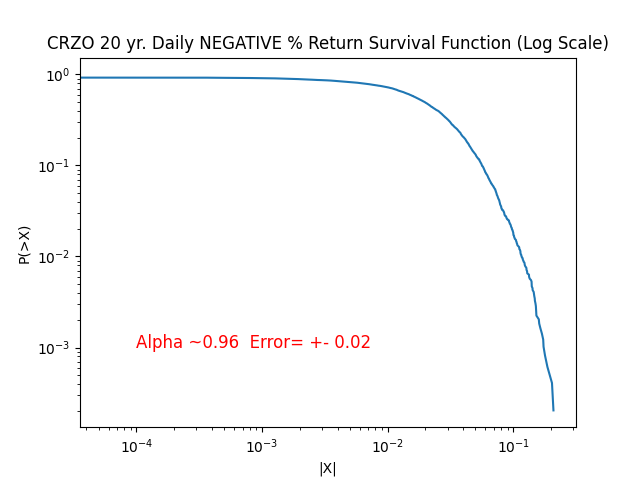 CRZO 20 yr. Daily NEGATIVE % Return Survival Function (Log Scale)
10⁰
10⁻¹
10⁻²
10⁻³
P(>X)
Alpha ~0.96  Error= +- 0.02
10⁻⁴ 10⁻³ 10⁻² 10⁻¹
|X|